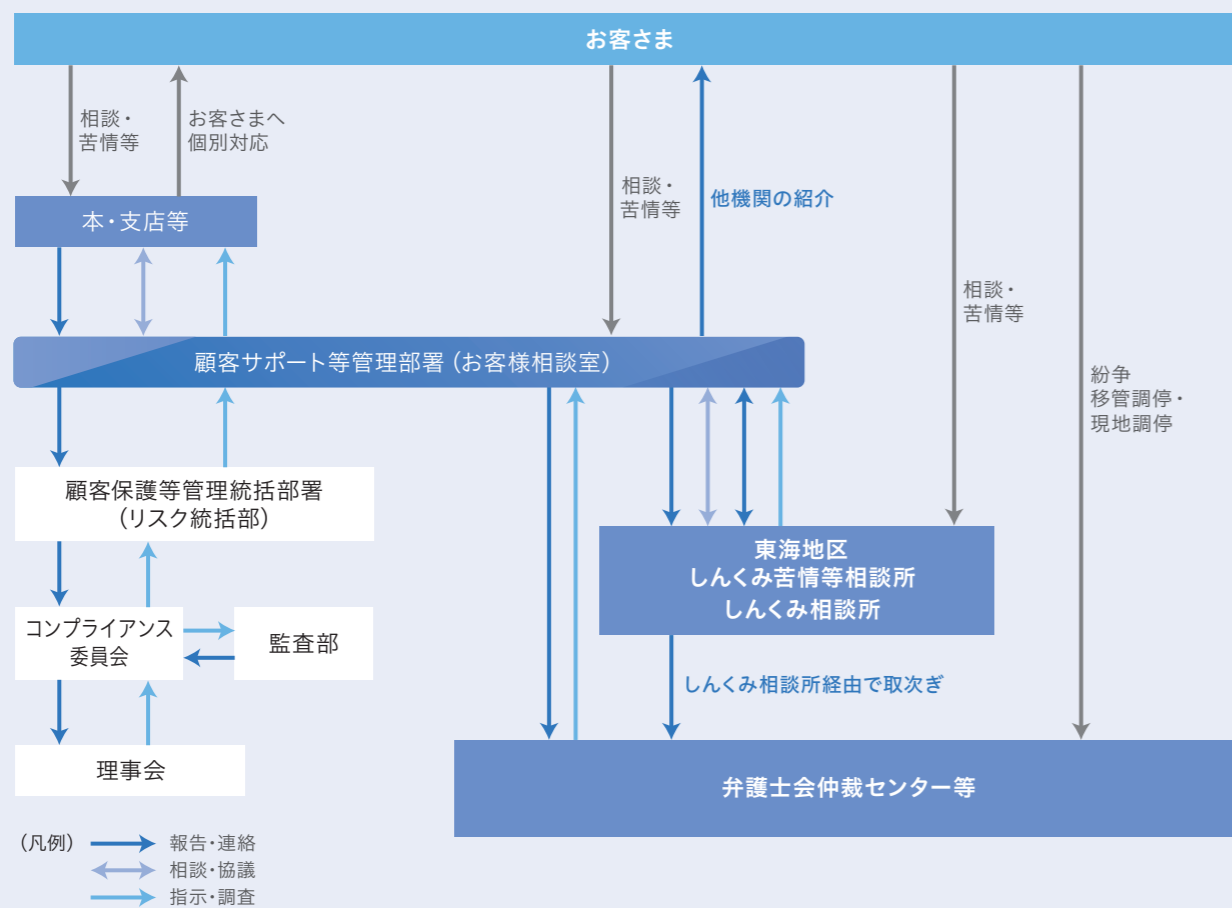 お客さま
相談・
苦情等
お客さまへ
個別対応
相談・
苦情等
他機関の紹介
相談・
苦情等
紛争
移管調停・
現地調停
本・支店等
顧客サポート等管理部署（お客様相談室）
顧客保護等管理統括部署
（リスク統括部）
コンプライアンス
委員会
監査部
理事会
東海地区
しんくみ苦情等相談所
しんくみ相談所
しんくみ相談所経由で取次ぎ
弁護士会仲裁センター等
（凡例）
報告・連絡
相談・協議
指示・調査